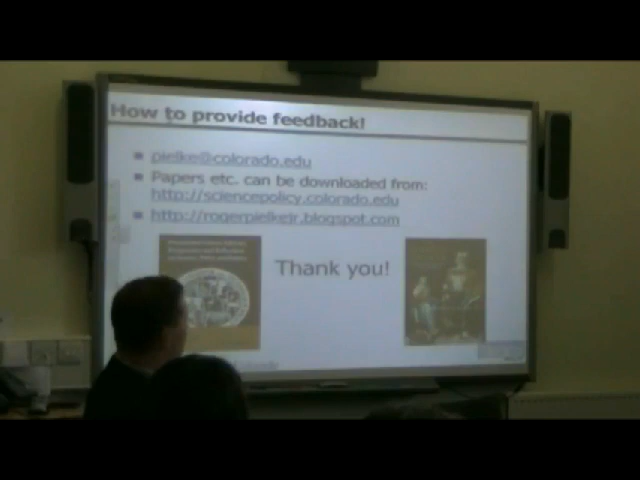 How to provide feedback!
pielke@colorado.edu
Papers etc. can be downloaded from:
http://sciencepolicy.colorado.edu
http://rogerpielkejr.blogspot.com
Thank you!